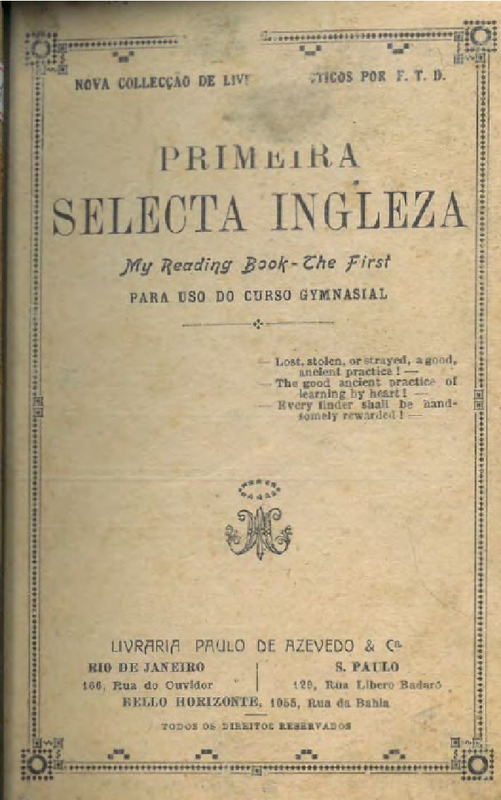 NOVA COLLECÇÃO DE POR F. T. D.
PRIMEIRA
SELECTA INGLEZA
My Reading Book - The First
PARA USO DO CURSO GYMNASIAL
— Lost, stolen, or strayed, a good,
ancient practice ! —
— The good ancient practice of
learning by heart ! —
— Every finder shall be hand-
somely rewarded ! —
LIVRARIA PAULO DE AZEVEDO & Cª
RIO DE JANEIRO
166, Rua do Ouvidor
S. PAULO
129, Rua Libero Badaró
BELLO HORIZONTE, 1055, Rua da Bahia
TODOS OS DIREITOS RESERVADOS